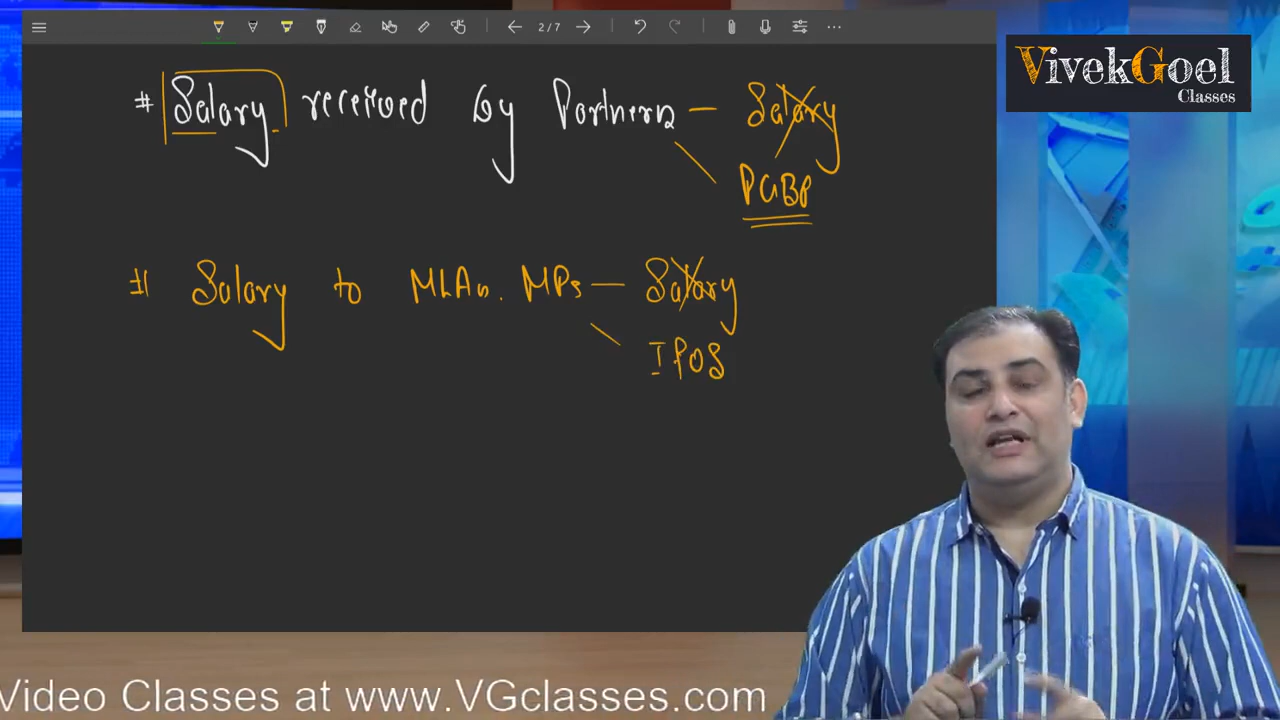 2/7
VivekGoel
Classes
# Salary received by Partners – Salary
PGBP
# Salary to MLAs. MPs – Salary
IFOS
Video Classes at www.VGclasses.com